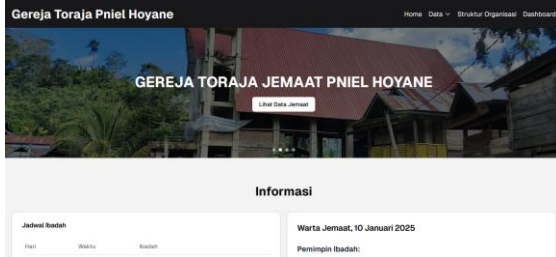 Gereja Toraja Pniel Hoyane
Home Data Struktur Organisasi Dashboard
GEREJA TORAJA JEMAAT PNIEL HOYANE
Lihat Data Jemaat
Informasi
Jadwal Ibadah
Hari Waktu Ibadah
Warta Jemaat, 10 Januari 2025
Pemimpin Ibadah: